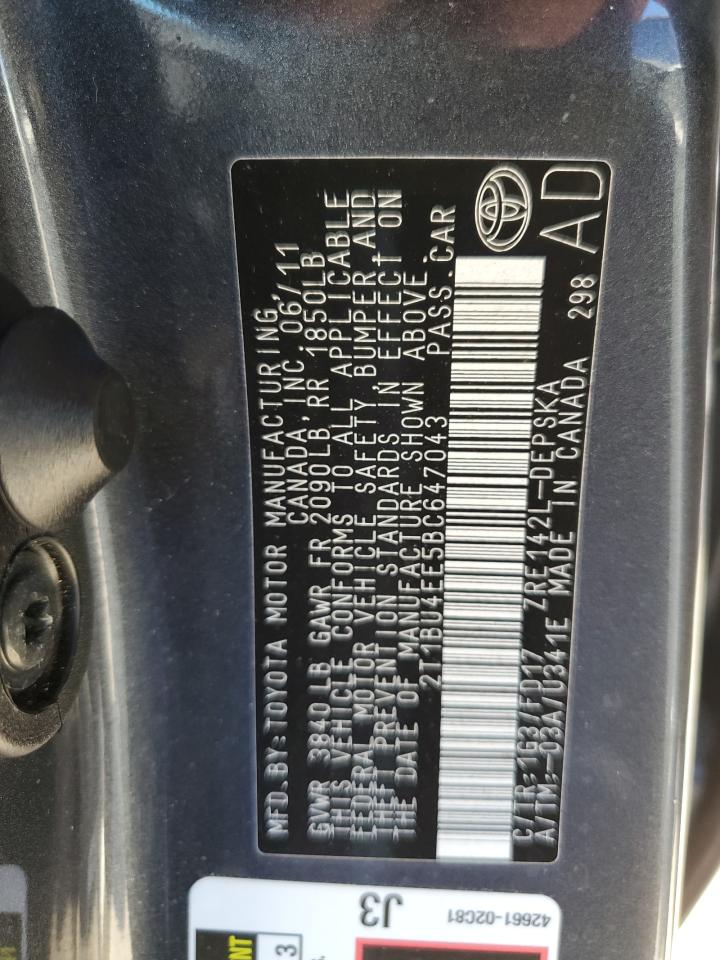 MFD.BY:TOYOTA MOTOR MANUFACTURING,
CANADA, INC. 06/11
GVWR 3840LB GAWR FR 2090LB, RR 1850LB
THIS VEHICLE CONFORMS TO ALL APPLICABLE
FEDERAL MOTOR VEHICLE SAFETY, BUMPER, AND
THEFT PREVENTION STANDARDS IN EFFECT ON
THE DATE OF MANUFACTURE SHOWN ABOVE.
2T1BU4EE5BC647043 PASS.CAR
C/TR:1G3/FD17 ZRE142L-DEPSKA
A/TM:-03A/U341E MADE IN CANADA 298
AD
J3
42661-02C81
NT
3